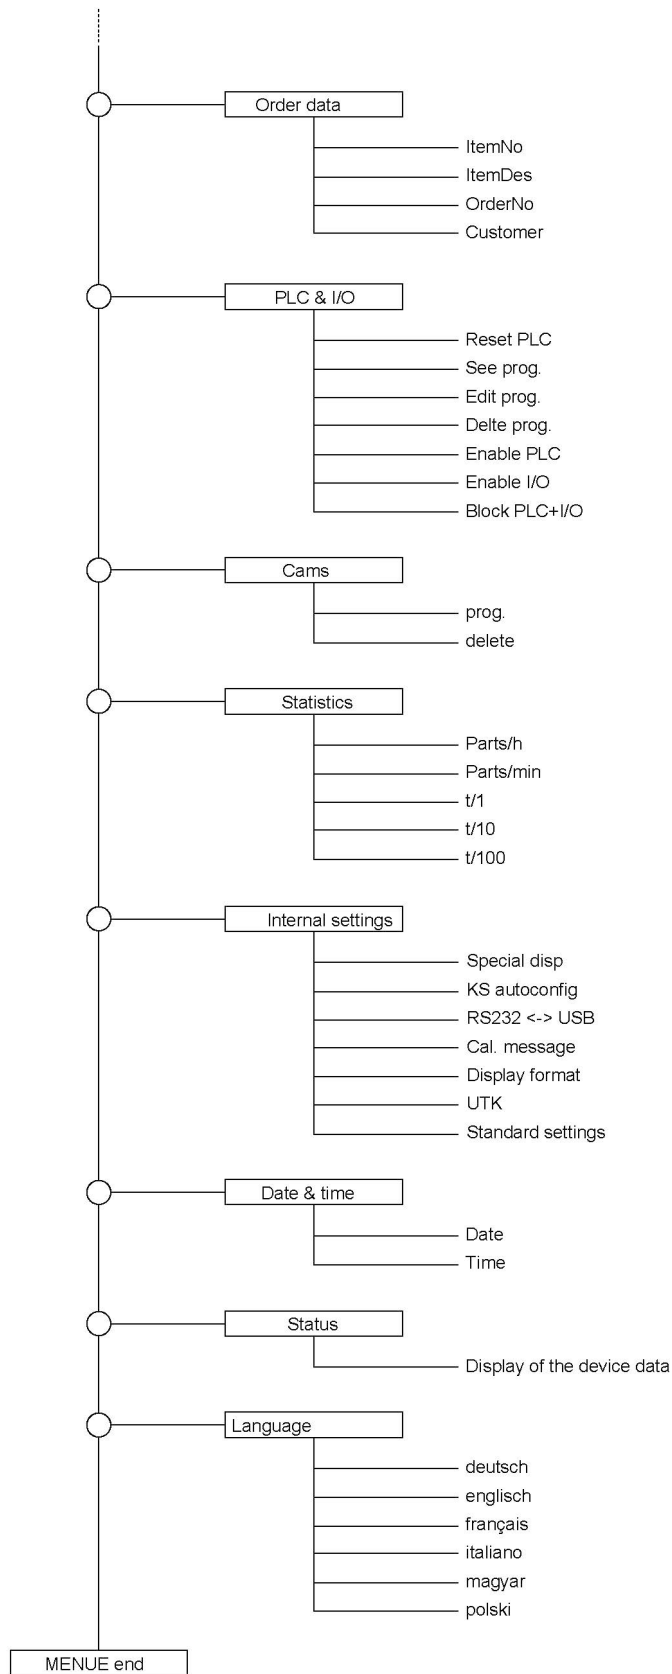 Order data
ItemNo
ItemDes
OrderNo
Customer
PLC & I/O
Reset PLC
See prog.
Edit prog.
Delte prog.
Enable PLC
Enable I/O
Block PLC+I/O
Cams
prog.
delete
Statistics
Parts/h
Parts/min
t/1
t/10
t/100
Internal settings
Special disp
KS autoconfig
RS232 <-> USB
Cal. message
Display format
UTK
Standard settings
Date & time
Date
Time
Status
Display of the device data
Language
deutsch
englisch
français
italiano
magyar
polski
MENUE end